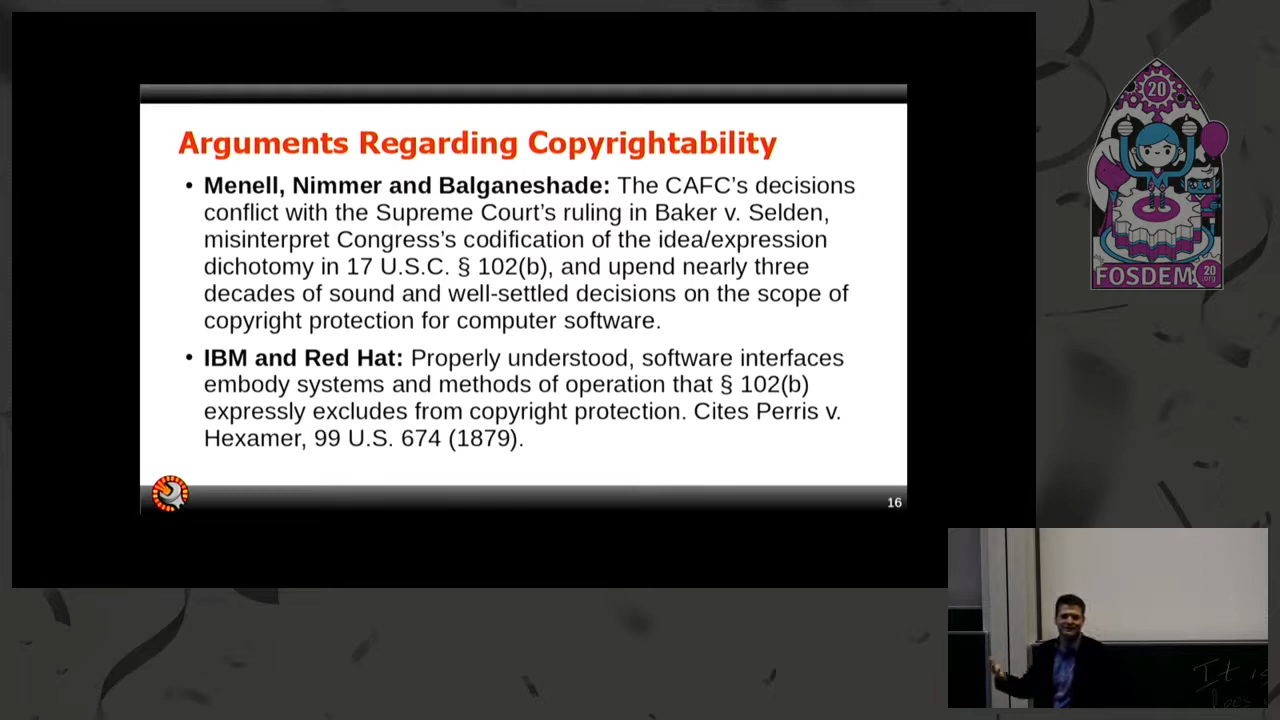 Arguments Regarding Copyrightability
• Menell, Nimmer and Balganeshade: The CAFC's decisions
conflict with the Supreme Court's ruling in Baker v. Selden,
misinterpret Congress's codification of the idea/expression
dichotomy in 17 U.S.C. § 102(b), and upend nearly three
decades of sound and well-settled decisions on the scope of
copyright protection for computer software.
• IBM and Red Hat: Properly understood, software interfaces
embody systems and methods of operation that § 102(b)
expressly excludes from copyright protection. Cites Perris v.
Hexamer, 99 U.S. 674 (1879).
16
20
FOSDEM
20
.org
It is